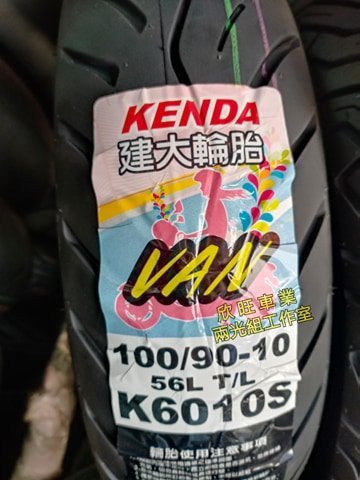 KENDA
建大輪胎
VAN
欣旺車業
兩光組工作室
100/90-10
56L T/L
K6010S
輪胎使用注意事項